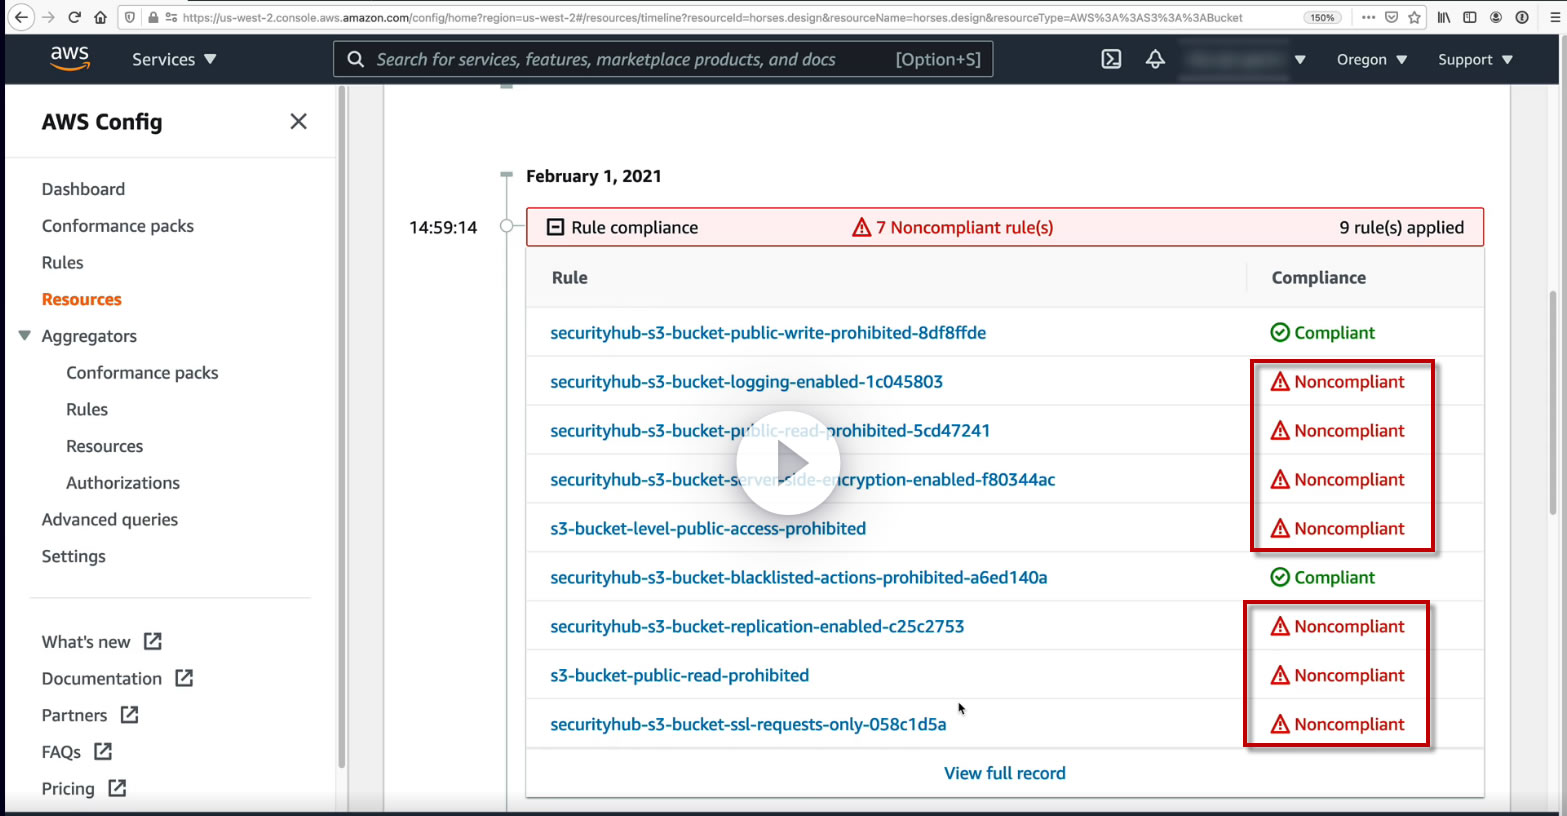 https://us-west-2.console.aws.amazon.com/config/home?region=us-west-2#/resources/timeline?resourceId=horses.design&resourceName=horses.design&resourceType=AWS%3A%3AS3%3A%3ABucket 150%
aws Services Search for services, features, marketplace products, and docs [Option+S] Oregon Support
AWS Config
Dashboard
Conformance packs
Rules
Resources
Aggregators
Conformance packs
Rules
Resources
Authorizations
Advanced queries
Settings
What's new
Documentation
Partners
FAQs
Pricing
February 1, 2021
14:59:14 Rule compliance 7 Noncompliant rule(s) 9 rule(s) applied
Rule Compliance
securityhub-s3-bucket-public-write-prohibited-8df8ffde Compliant
securityhub-s3-bucket-logging-enabled-1c045803 Noncompliant
securityhub-s3-bucket-public-read-prohibited-5cd47241 Noncompliant
securityhub-s3-bucket-server-side-encryption-enabled-f80344ac Noncompliant
s3-bucket-level-public-access-prohibited Noncompliant
securityhub-s3-bucket-blacklisted-actions-prohibited-a6ed140a Compliant
securityhub-s3-bucket-replication-enabled-c25c2753 Noncompliant
s3-bucket-public-read-prohibited Noncompliant
securityhub-s3-bucket-ssl-requests-only-058c1d5a Noncompliant
View full record